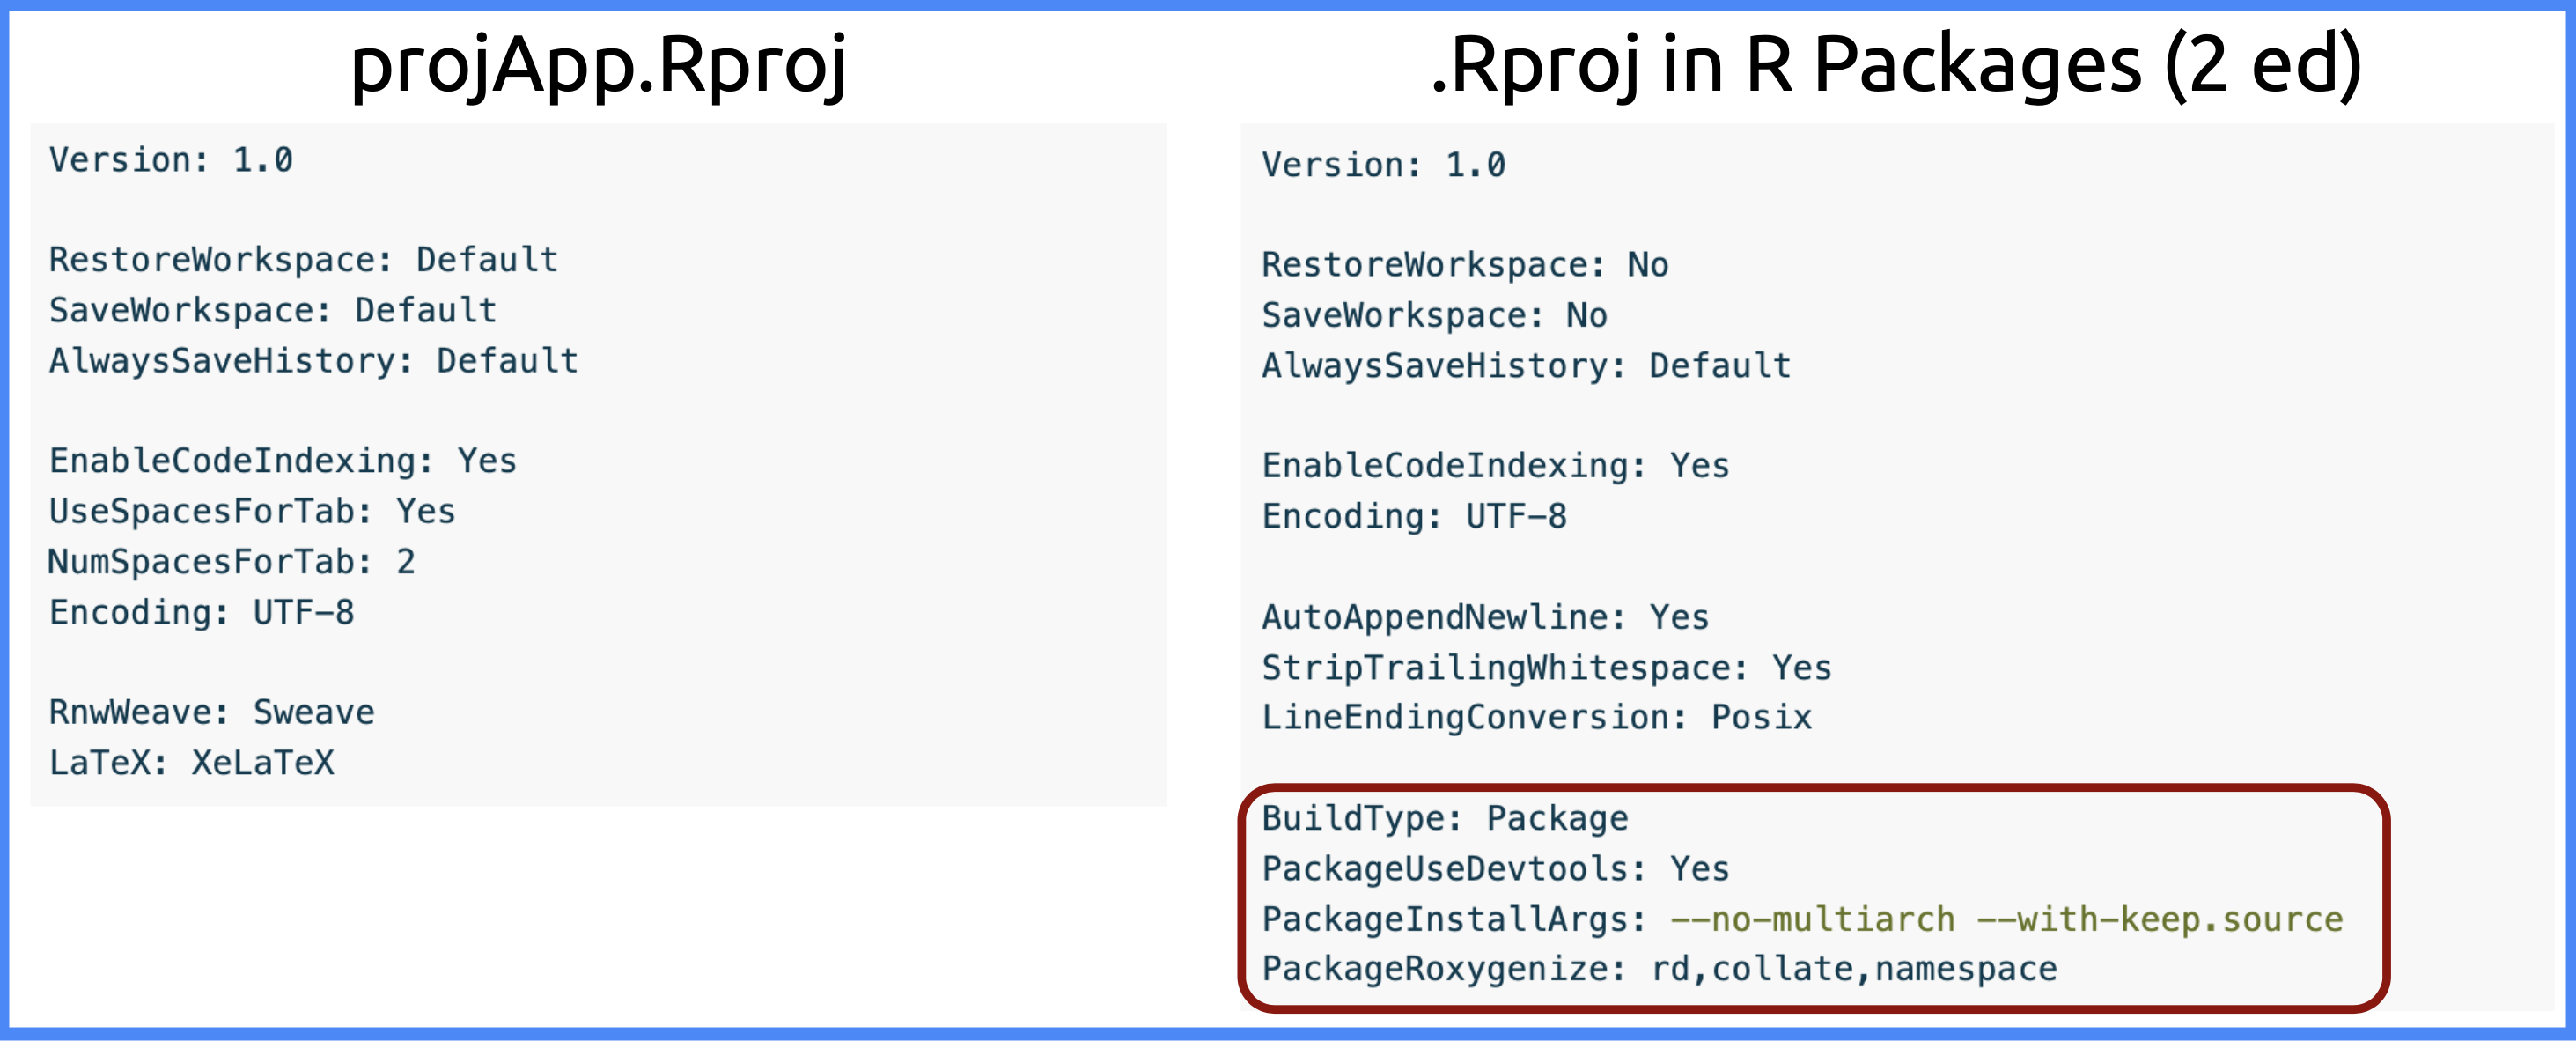 projApp.Rproj
Version: 1.0
RestoreWorkspace: Default
SaveWorkspace: Default
AlwaysSaveHistory: Default
EnableCodeIndexing: Yes
UseSpacesForTab: Yes
NumSpacesForTab: 2
Encoding: UTF-8
RnwWeave: Sweave
LaTeX: XeLaTeX
.Rproj in R Packages (2 ed)
Version: 1.0
RestoreWorkspace: No
SaveWorkspace: No
AlwaysSaveHistory: Default
EnableCodeIndexing: Yes
Encoding: UTF-8
AutoAppendNewline: Yes
StripTrailingWhitespace: Yes
LineEndingConversion: Posix
BuildType: Package
PackageUseDevtools: Yes
PackageInstallArgs: --no-multiarch --with-keep.source
PackageRoxygenize: rd,collate,namespace